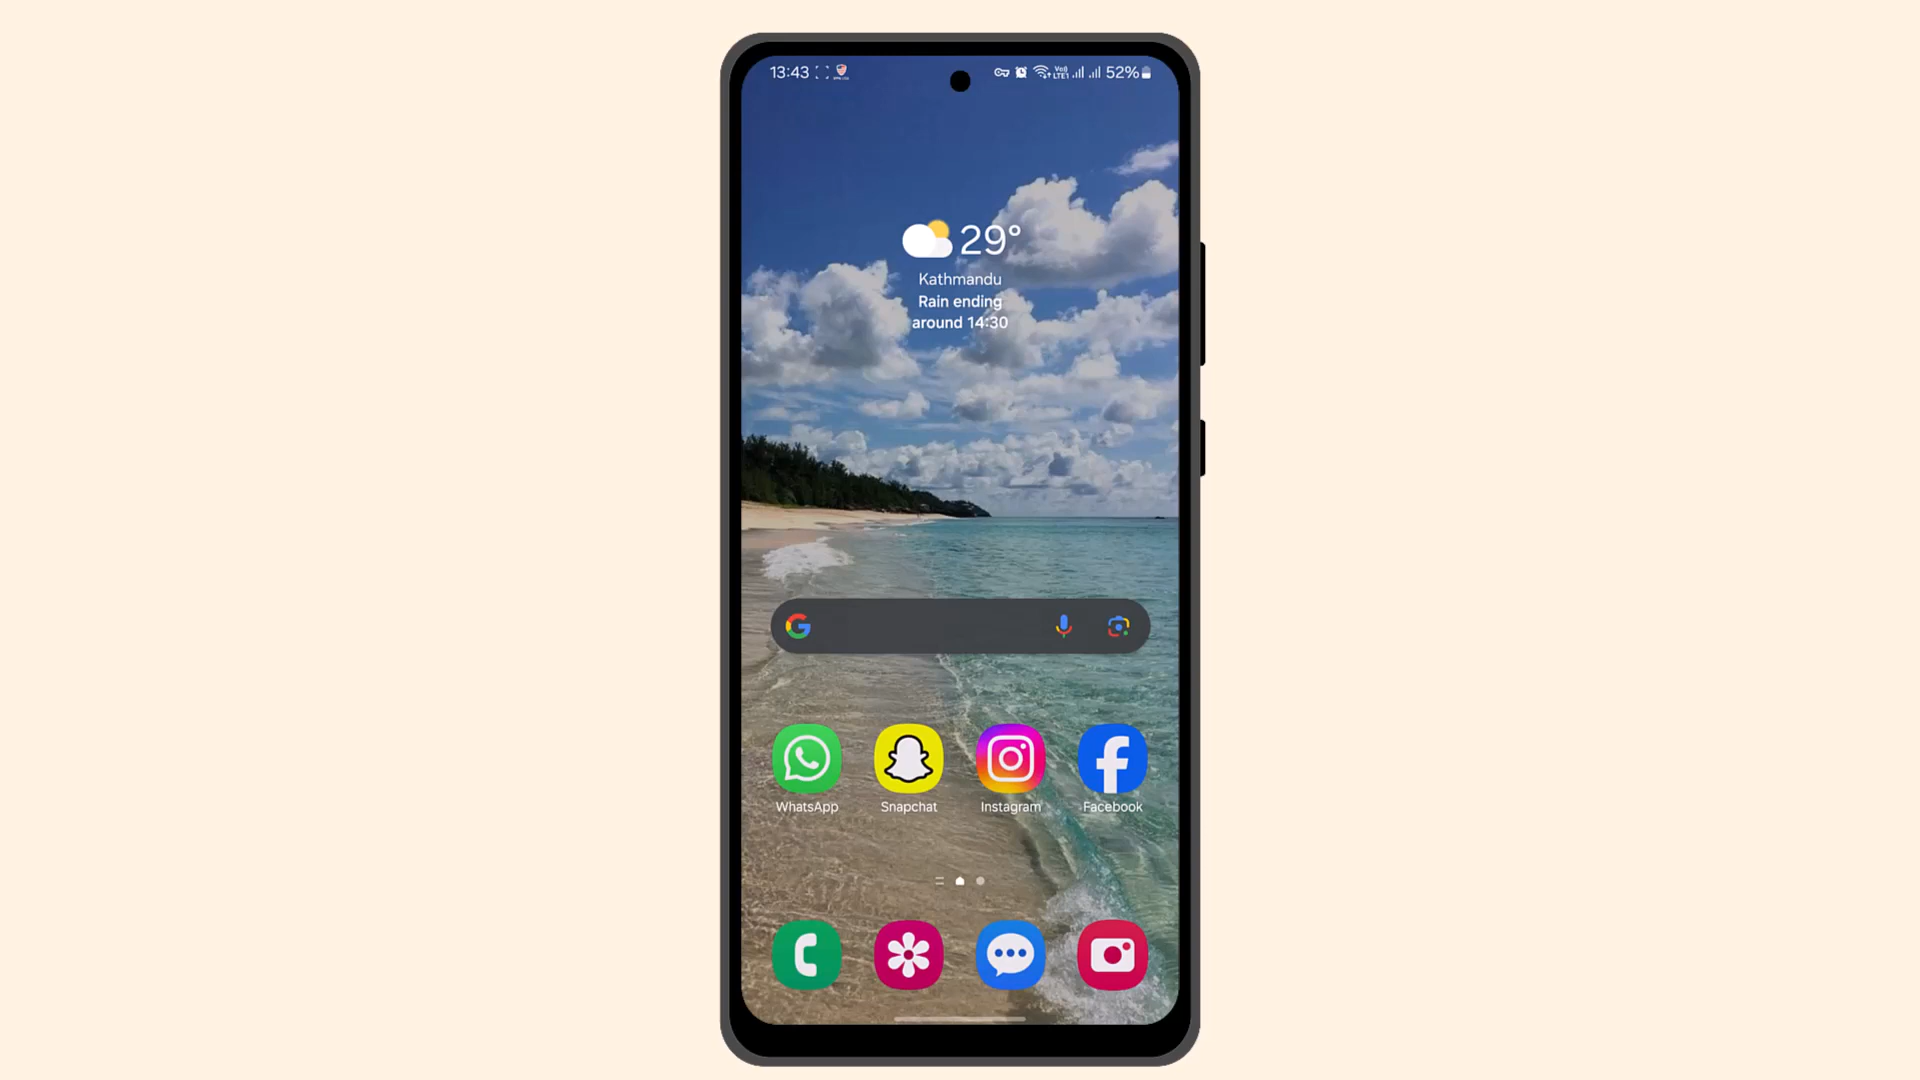 13:43 52%
29°
Kathmandu
Rain ending
around 14:30
WhatsApp Snapchat Instagram Facebook